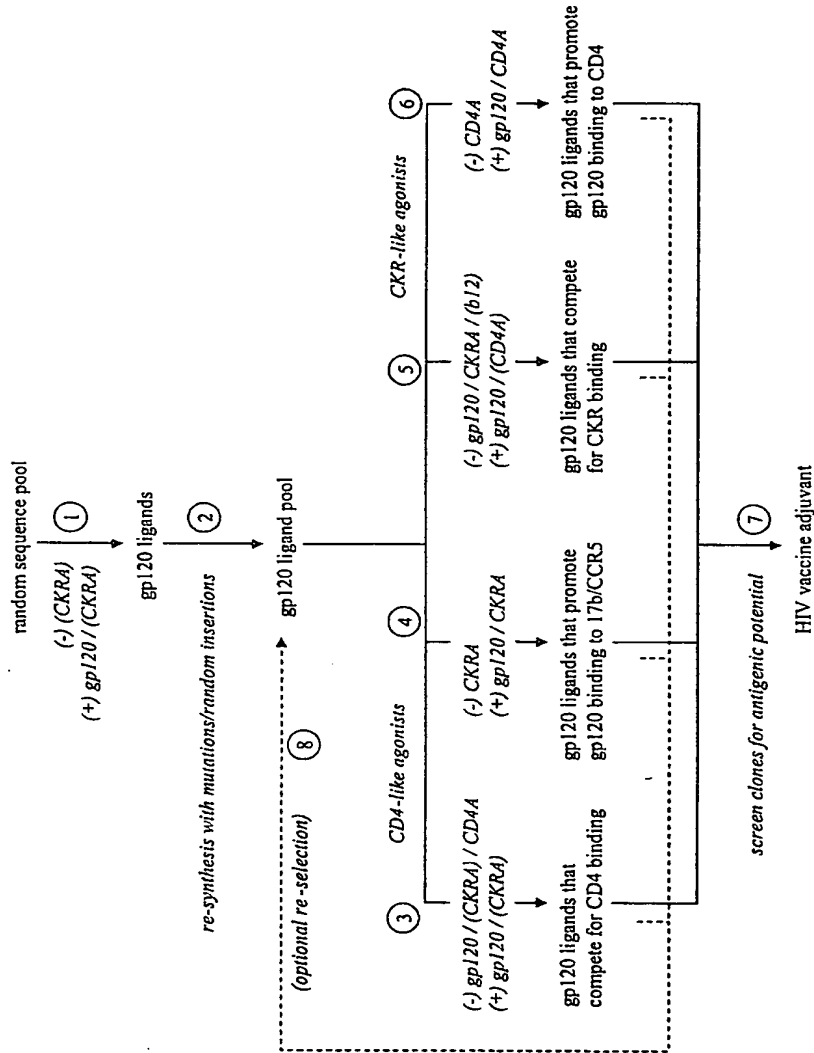 random sequence pool
(-) (CKRA)
(+) gp120 / (CKRA)
1
gp120 ligands
re-synthesis with mutations/random insertions
2
gp120 ligand pool
(optional re-selection)
8
CD4-like agonists
CKR-like agonists
3
(-) gp120 / (CKRA) / CD4A
(+) gp120 / (CKRA)
gp120 ligands that
compete for CD4 binding
4
(-) CKRA
(+) gp120 / CKRA
gp120 ligands that promote
gp120 binding to 17b/CCR5
5
(-) gp120 / CKRA / (b12)
(+) gp120 / (CD4A)
gp120 ligands that compete
for CKR binding
6
(-) CD4A
(+) gp120 / CD4A
gp120 ligands that promote
gp120 binding to CD4
screen clones for antigenic potential
7
HIV vaccine adjuvant